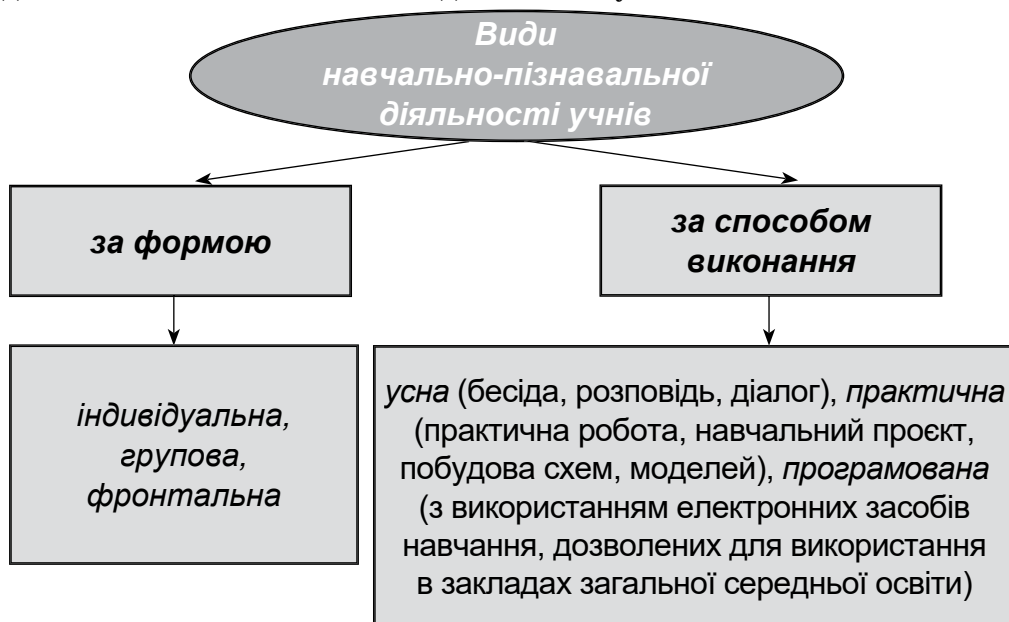 Види
навчально-пізнавальної
діяльності учнів
за формою
за способом
виконання
індивідуальна,
групова,
фронтальна
усна (бесіда, розповідь, діалог), практична
(практична робота, навчальний проєкт,
побудова схем, моделей), програмована
(з використанням електронних засобів
навчання, дозволених для використання
в закладах загальної середньої освіти)